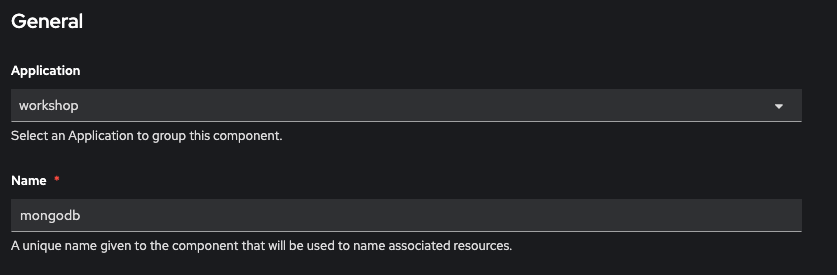 General
Application
workshop
Select an Application to group this component.
Name *
mongodb
A unique name given to the component that will be used to name associated resources.